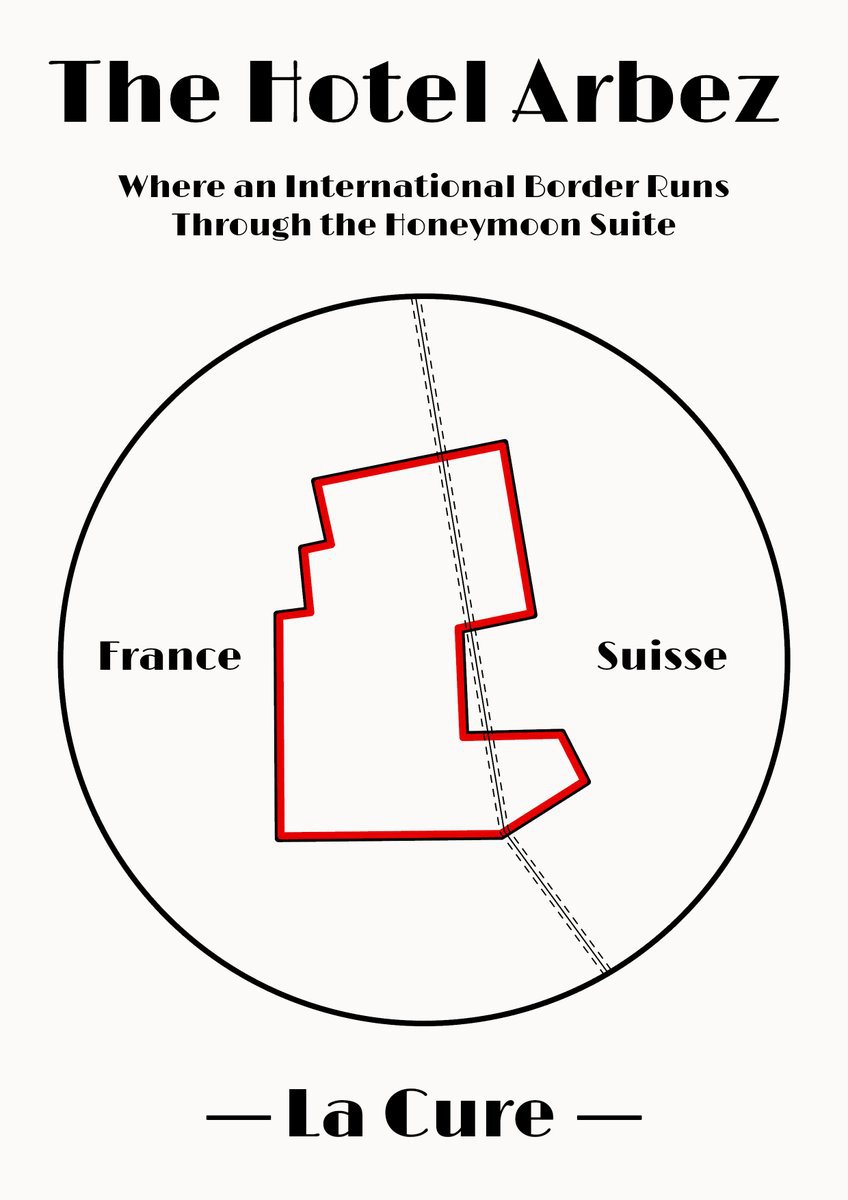 The Hotel Arbez
Where an International Border Runs
Through the Honeymoon Suite
France
Suisse
— La Cure —